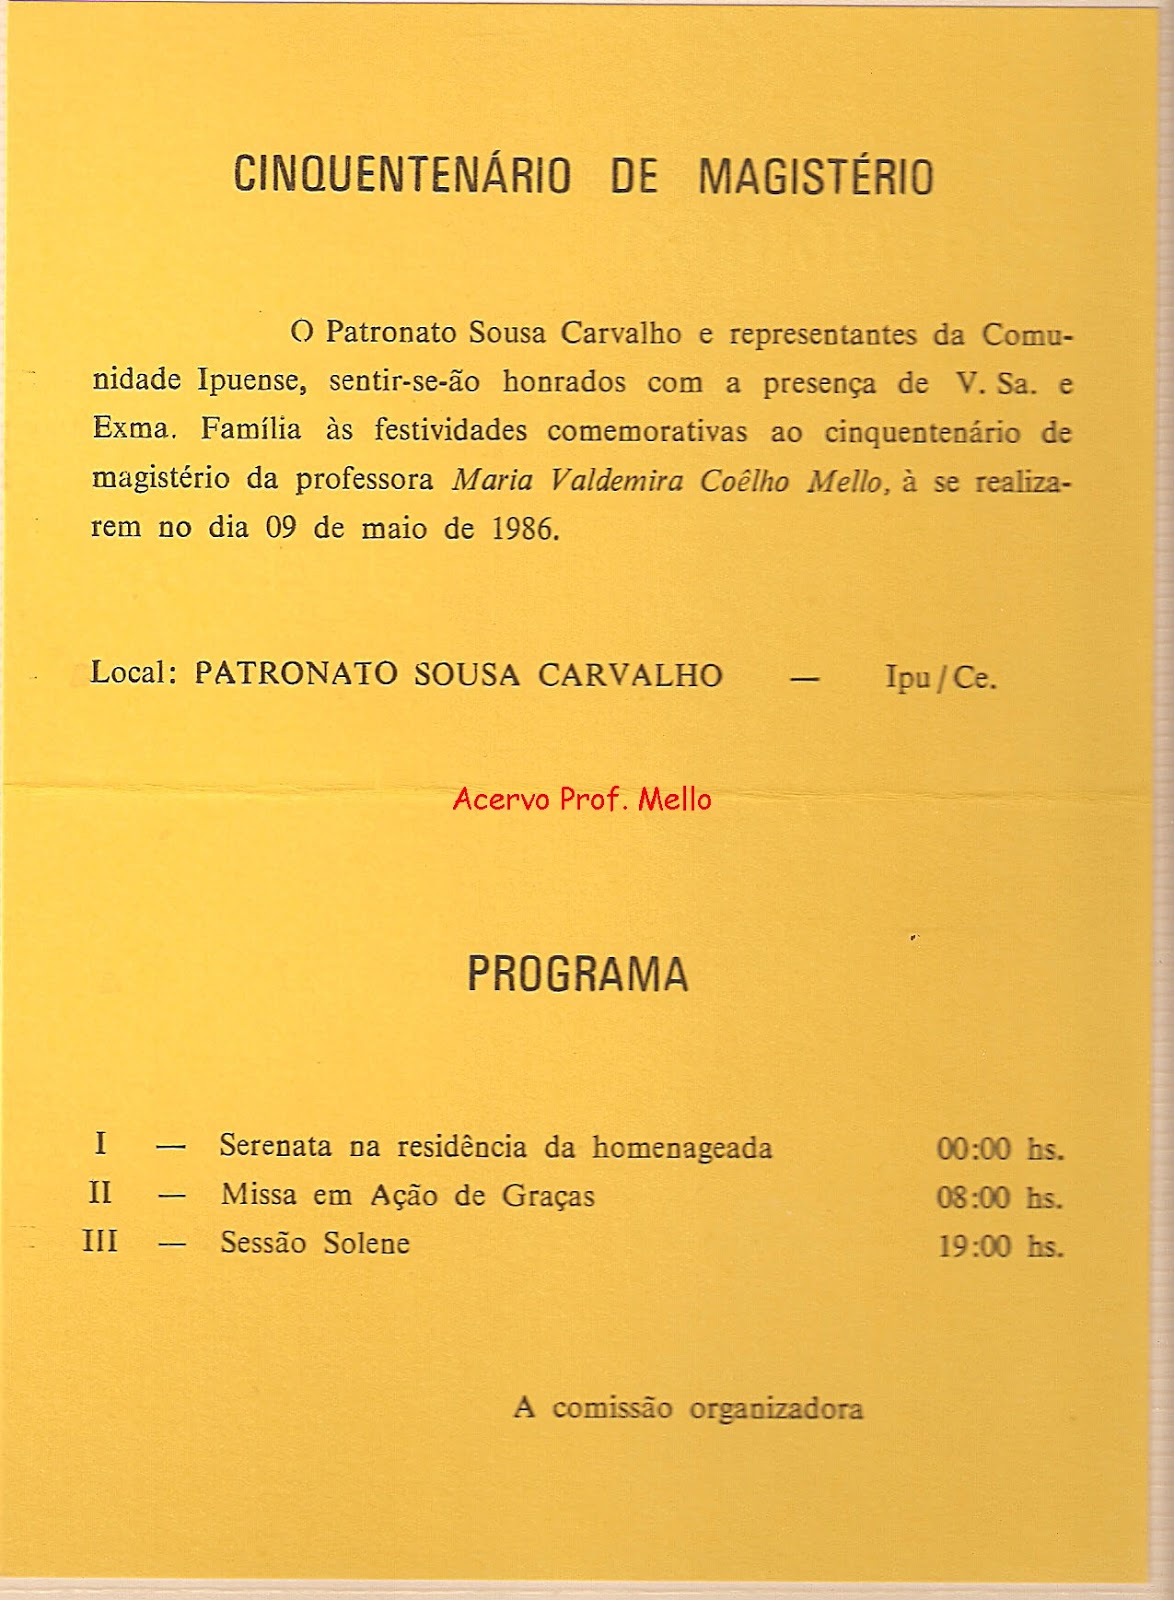 CINQUENTENÁRIO DE MAGISTÉRIO
O Patronato Sousa Carvalho e representantes da Comu-
nidade Ipuense, sentir-se-ão honrados com a presença de V. Sa. e
Exma. Família às festividades comemorativas ao cinquentenário de
magistério da professora Maria Valdemira Coêlho Mello, à se realiza-
rem no dia 09 de maio de 1986.
Local: PATRONATO SOUSA CARVALHO — Ipu/Ce.
Acervo Prof. Mello
PROGRAMA
I — Serenata na residência da homenageada 00:00 hs.
II — Missa em Ação de Graças 08:00 hs.
III — Sessão Solene 19:00 hs.
A comissão organizadora